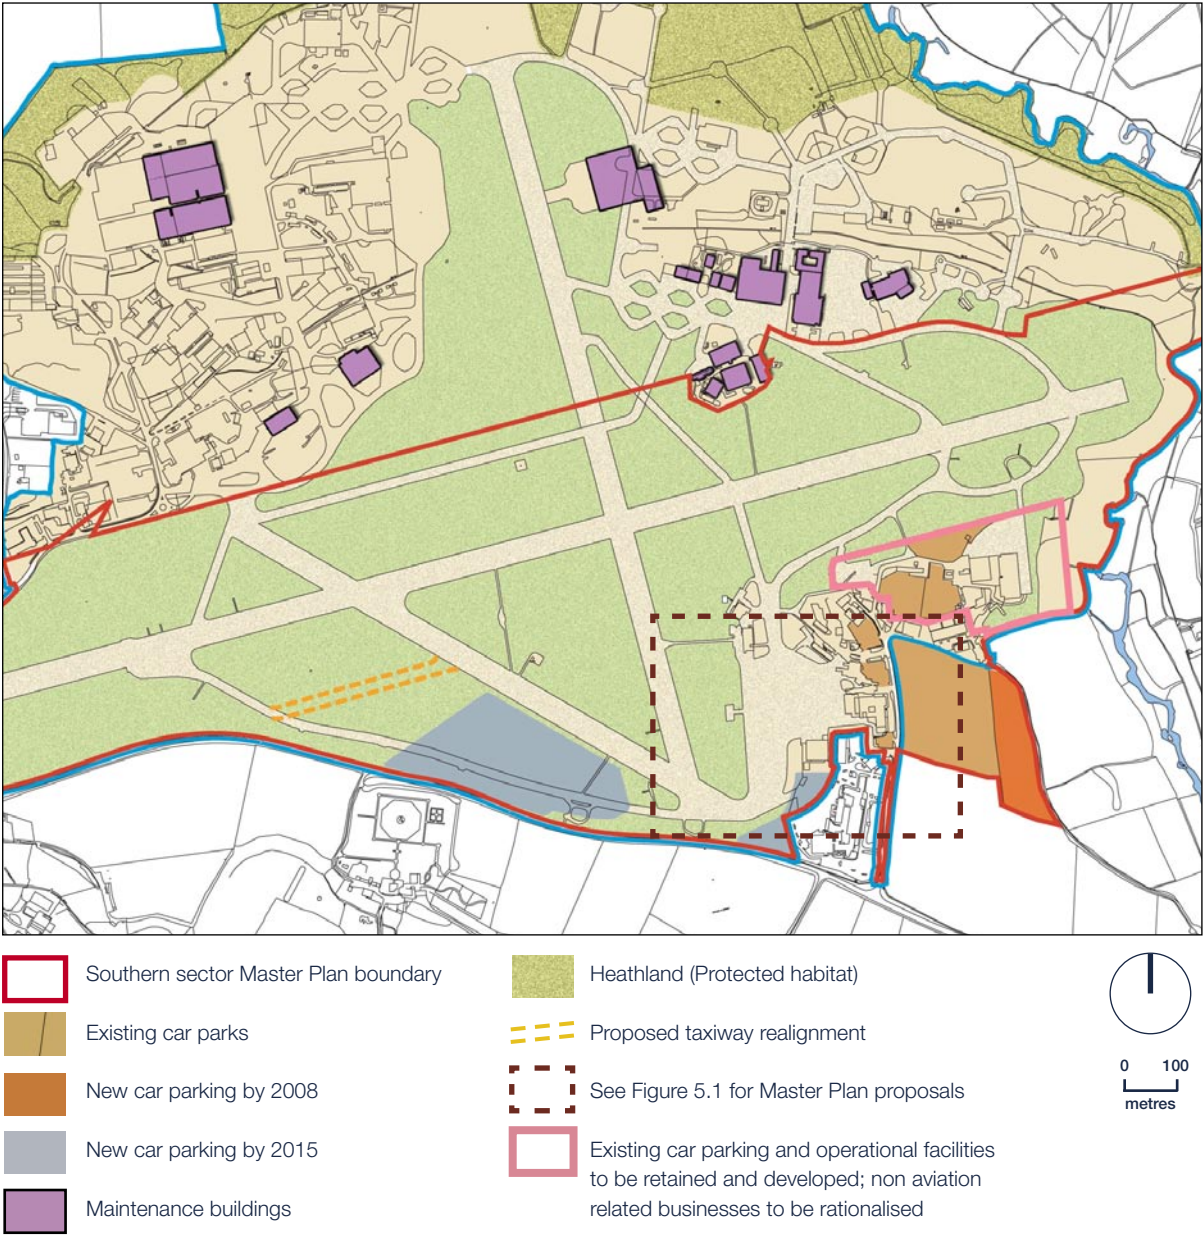 Southern sector Master Plan boundary
Existing car parks
New car parking by 2008
New car parking by 2015
Maintenance buildings
Heathland (Protected habitat)
Proposed taxiway realignment
See Figure 5.1 for Master Plan proposals
Existing car parking and operational facilities
to be retained and developed; non aviation
related businesses to be rationalised
0 100
metres